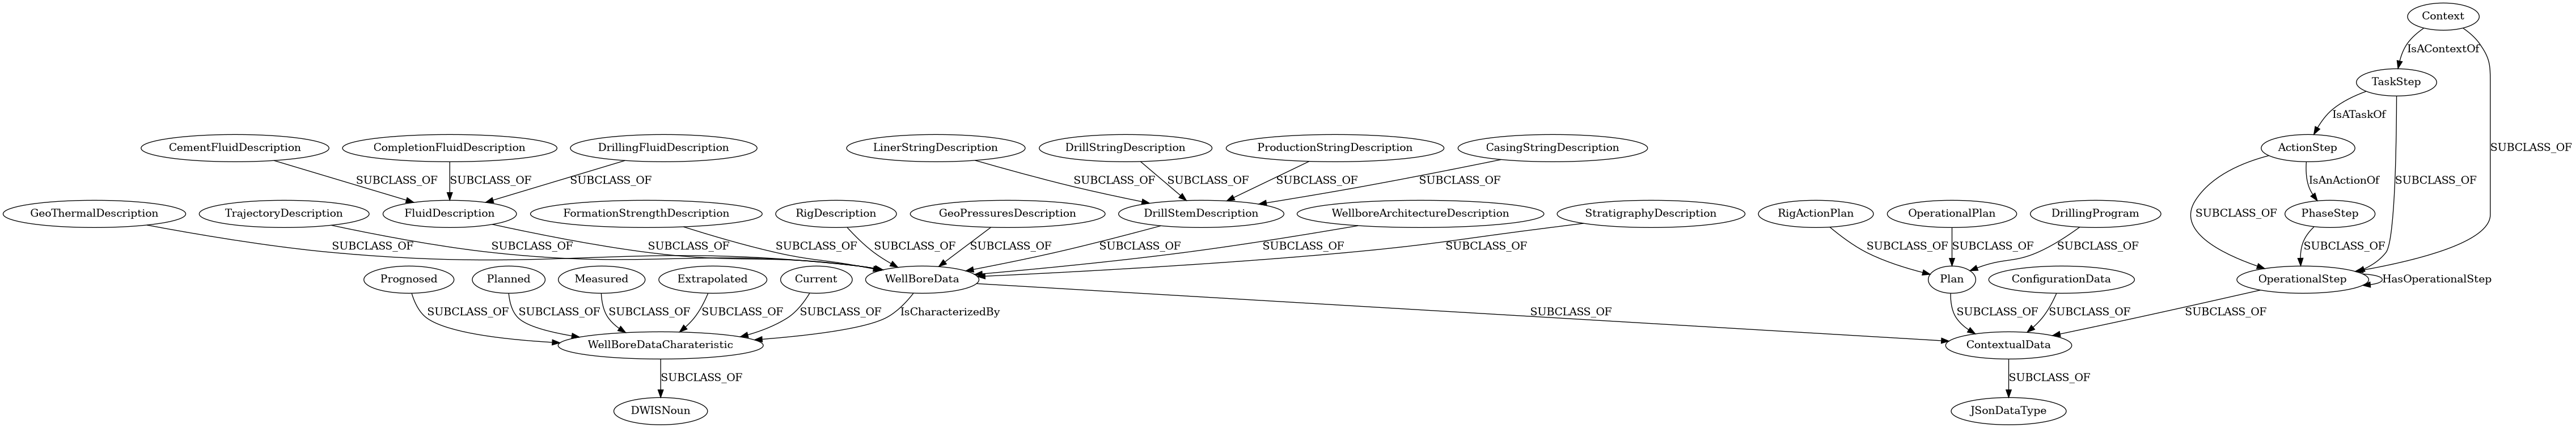 Context
IsAContextOf
TaskStep
IsATaskOf
CementFluidDescription
CompletionFluidDescription
DrillingFluidDescription
LinerStringDescription
DrillStringDescription
ProductionStringDescription
CasingStringDescription
ActionStep
SUBCLASS_OF
SUBCLASS_OF
SUBCLASS_OF
SUBCLASS_OF
SUBCLASS_OF
SUBCLASS_OF
SUBCLASS_OF
SUBCLASS_OF
IsAnActionOf
SUBCLASS_OF
GeoThermalDescription
TrajectoryDescription
FluidDescription
FormationStrengthDescription
RigDescription
GeoPressuresDescription
DrillStemDescription
WellboreArchitectureDescription
StratigraphyDescription
RigActionPlan
OperationalPlan
DrillingProgram
SUBCLASS_OF
PhaseStep
SUBCLASS_OF
SUBCLASS_OF
SUBCLASS_OF
SUBCLASS_OF
SUBCLASS_OF
SUBCLASS_OF
SUBCLASS_OF
SUBCLASS_OF
SUBCLASS_OF
SUBCLASS_OF
SUBCLASS_OF
SUBCLASS_OF
SUBCLASS_OF
Prognosed
Planned
Measured
Extrapolated
Current
WellBoreData
Plan
ConfigurationData
OperationalStep
HasOperationalStep
SUBCLASS_OF
SUBCLASS_OF
SUBCLASS_OF
SUBCLASS_OF
SUBCLASS_OF
IsCharacterizedBy
SUBCLASS_OF
SUBCLASS_OF
SUBCLASS_OF
SUBCLASS_OF
WellBoreDataCharateristic
ContextualData
SUBCLASS_OF
SUBCLASS_OF
DWISNoun
JSonDataType